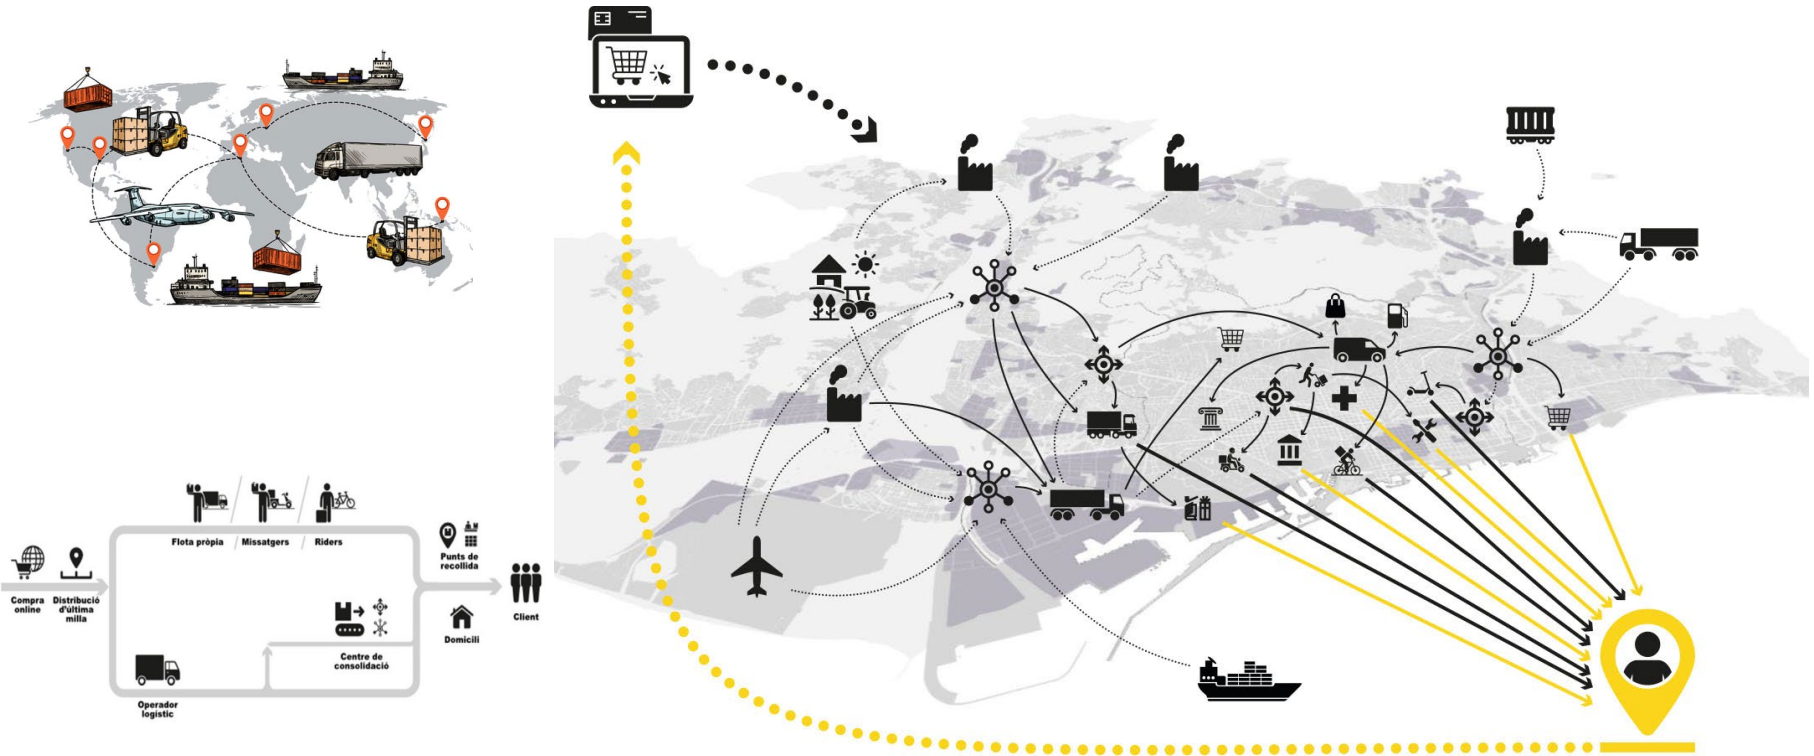 Flota pròpia / Missatgers / Riders
Punts de
recollida
Compra
online
Distribució
d'última
milla
Client
Domicili
Centre de
consolidació
Operador
logístic